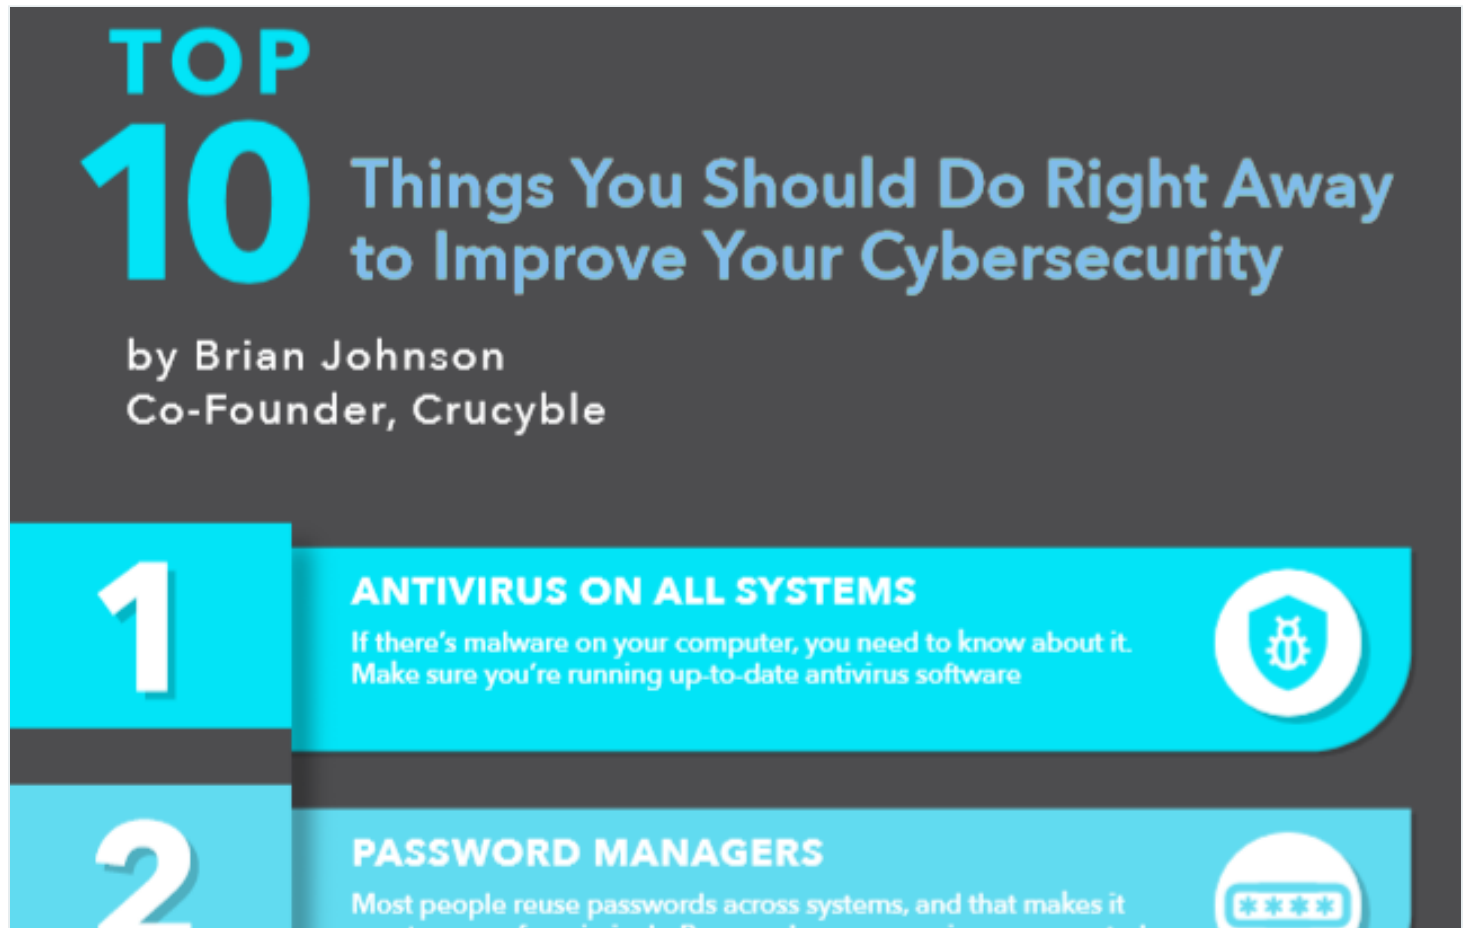 TOP
10
Things You Should Do Right Away
to Improve Your Cybersecurity
by Brian Johnson
Co-Founder, Crucyble
1
ANTIVIRUS ON ALL SYSTEMS
If there’s malware on your computer, you need to know about it.
Make sure you’re running up-to-date antivirus software
2
PASSWORD MANAGERS
Most people reuse passwords across systems, and that makes it
****